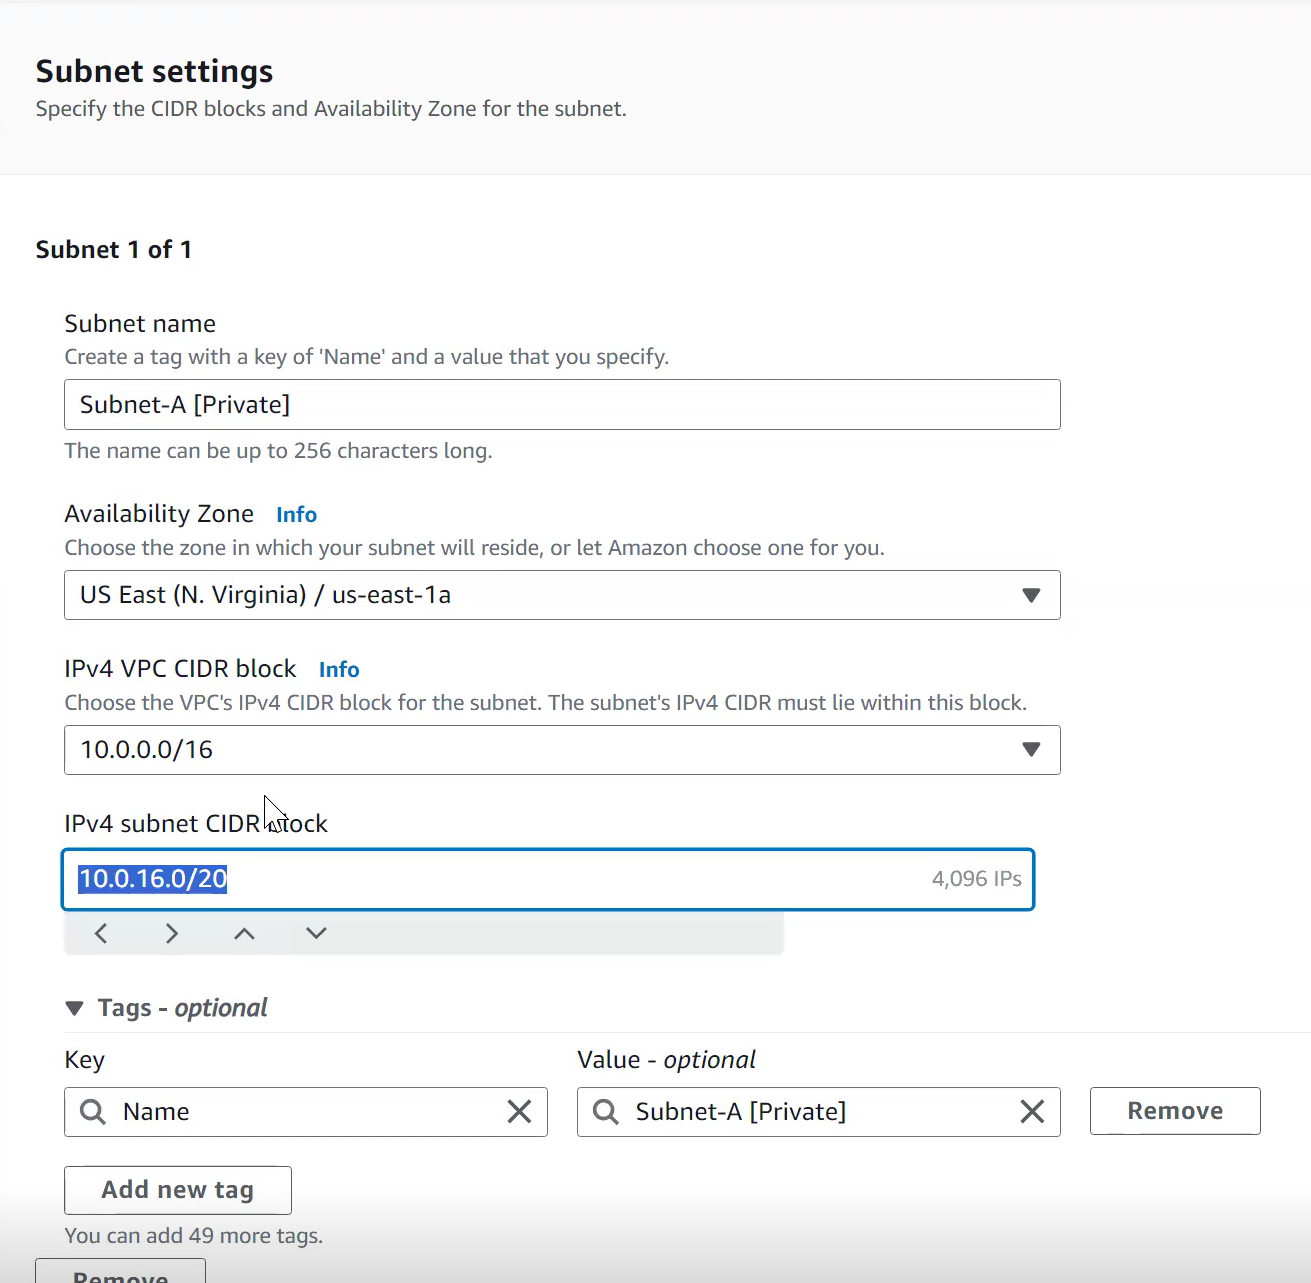 Subnet settings
Specify the CIDR blocks and Availability Zone for the subnet.
Subnet 1 of 1
Subnet name
Create a tag with a key of 'Name' and a value that you specify.
Subnet-A [Private]
The name can be up to 256 characters long.
Availability Zone Info
Choose the zone in which your subnet will reside, or let Amazon choose one for you.
US East (N. Virginia) / us-east-1a
IPv4 VPC CIDR block Info
Choose the VPC's IPv4 CIDR block for the subnet. The subnet's IPv4 CIDR must lie within this block.
10.0.0.0/16
IPv4 subnet CIDR block
10.0.16.0/20 4,096 IPs
Tags - optional
Key Value - optional
Name Subnet-A [Private] Remove
Add new tag
You can add 49 more tags.
Remove